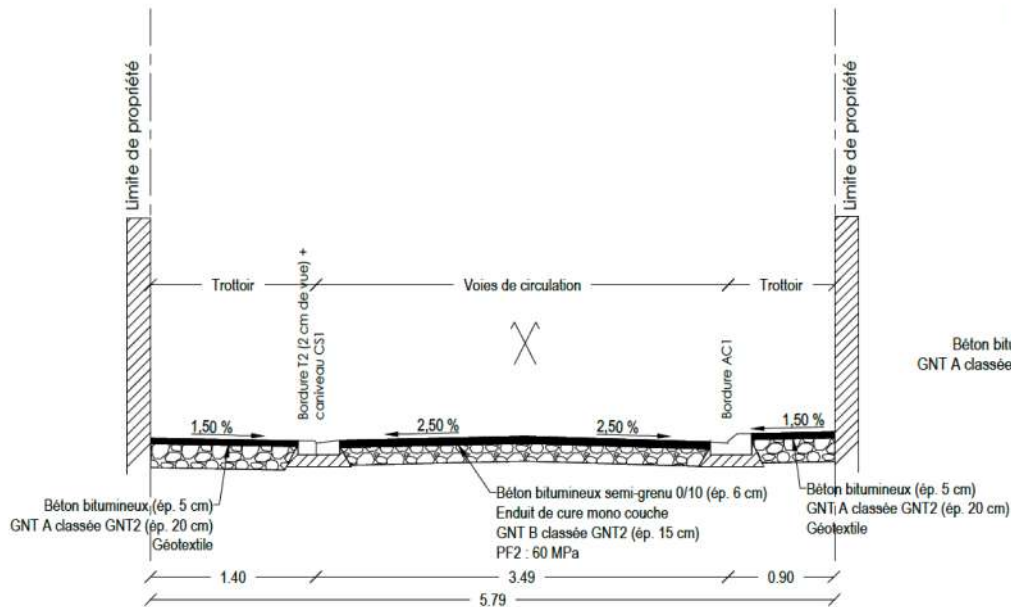 Limite de propriété
Limite de propriété
Trottoir
Voies de circulation
Trottoir
Bordure T2 (2 cm de vue) +
caniveau CS1
Bordure AC1
Béton bitu
GNT A classée
1,50 %
2,50 %
2,50 %
1,50 %
Béton bitumineux (ép. 5 cm)
GNT A classée GNT2 (ép. 20 cm)
Géotextile
Béton bitumineux semi-grenu 0/10 (ép. 6 cm)
Enduit de cure mono couche
GNT B classée GNT2 (ép. 15 cm)
PF2 : 60 MPa
Béton bitumineux (ép. 5 cm)
GNT A classée GNT2 (ép. 20 cm)
Géotextile
1.40
3.49
0.90
5.79